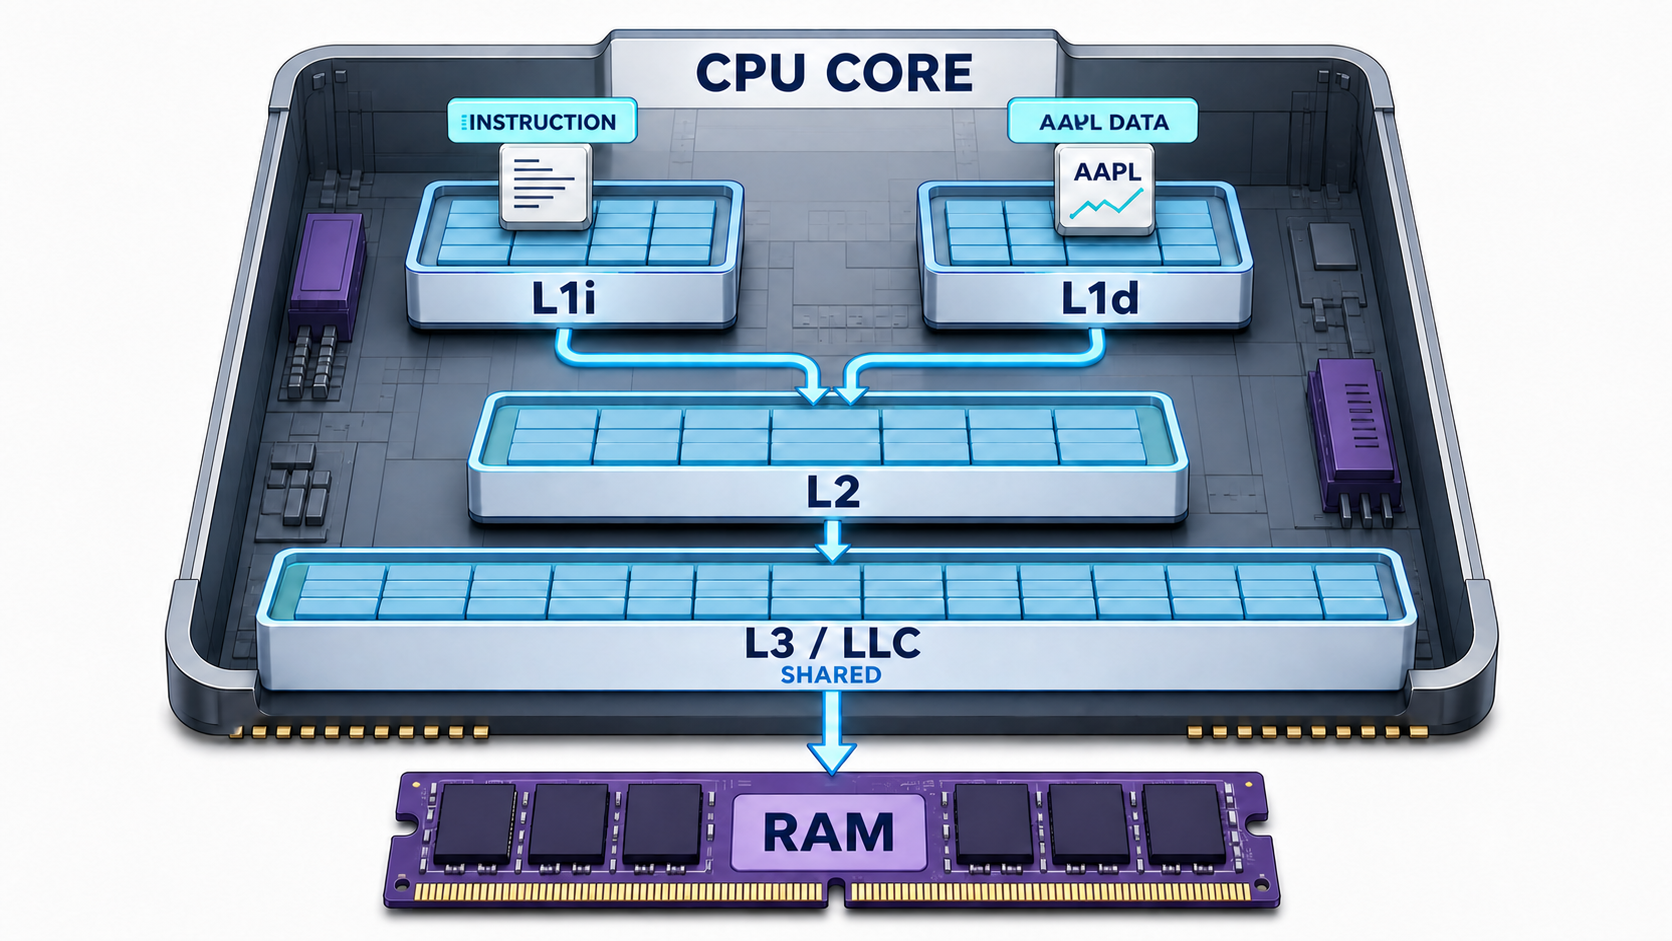 CPU CORE
INSTRUCTION
AAPL DATA
AAPL
L1i
L1d
L2
L3 / LLC
SHARED
RAM